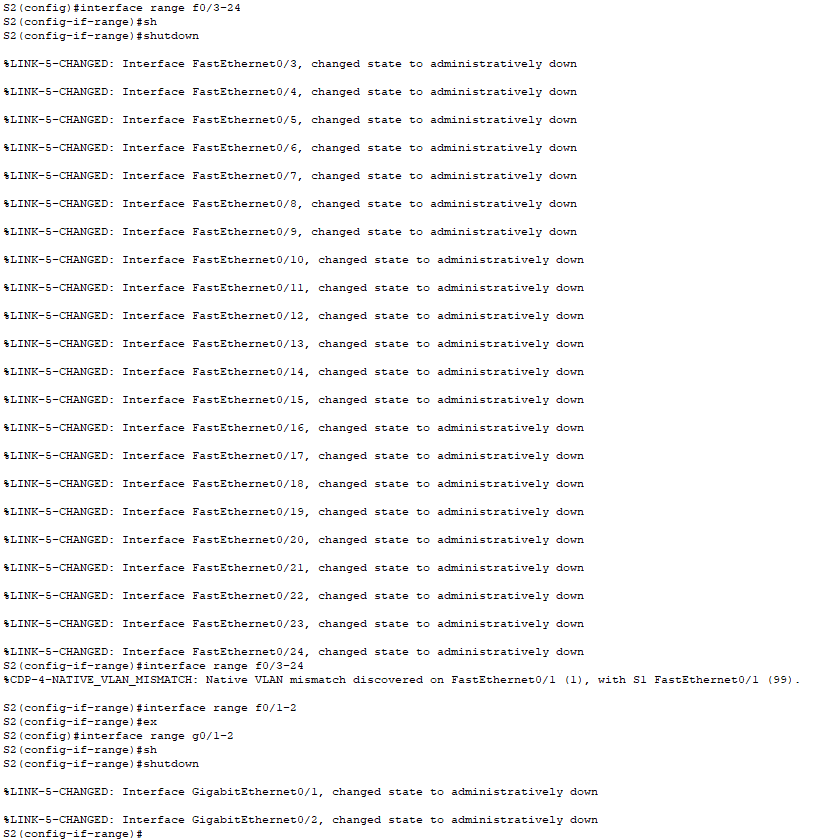 S2(config)#interface range f0/3-24
S2(config-if-range)#sh
S2(config-if-range)#shutdown
%LINK-5-CHANGED: Interface FastEthernet0/3, changed state to administratively down
%LINK-5-CHANGED: Interface FastEthernet0/4, changed state to administratively down
%LINK-5-CHANGED: Interface FastEthernet0/5, changed state to administratively down
%LINK-5-CHANGED: Interface FastEthernet0/6, changed state to administratively down
%LINK-5-CHANGED: Interface FastEthernet0/7, changed state to administratively down
%LINK-5-CHANGED: Interface FastEthernet0/8, changed state to administratively down
%LINK-5-CHANGED: Interface FastEthernet0/9, changed state to administratively down
%LINK-5-CHANGED: Interface FastEthernet0/10, changed state to administratively down
%LINK-5-CHANGED: Interface FastEthernet0/11, changed state to administratively down
%LINK-5-CHANGED: Interface FastEthernet0/12, changed state to administratively down
%LINK-5-CHANGED: Interface FastEthernet0/13, changed state to administratively down
%LINK-5-CHANGED: Interface FastEthernet0/14, changed state to administratively down
%LINK-5-CHANGED: Interface FastEthernet0/15, changed state to administratively down
%LINK-5-CHANGED: Interface FastEthernet0/16, changed state to administratively down
%LINK-5-CHANGED: Interface FastEthernet0/17, changed state to administratively down
%LINK-5-CHANGED: Interface FastEthernet0/18, changed state to administratively down
%LINK-5-CHANGED: Interface FastEthernet0/19, changed state to administratively down
%LINK-5-CHANGED: Interface FastEthernet0/20, changed state to administratively down
%LINK-5-CHANGED: Interface FastEthernet0/21, changed state to administratively down
%LINK-5-CHANGED: Interface FastEthernet0/22, changed state to administratively down
%LINK-5-CHANGED: Interface FastEthernet0/23, changed state to administratively down
%LINK-5-CHANGED: Interface FastEthernet0/24, changed state to administratively down
S2(config-if-range)#interface range f0/3-24
%CDP-4-NATIVE_VLAN_MISMATCH: Native VLAN mismatch discovered on FastEthernet0/1 (1), with S1 FastEthernet0/1 (99).
S2(config-if-range)#interface range f0/1-2
S2(config-if-range)#ex
S2(config)#interface range g0/1-2
S2(config-if-range)#sh
S2(config-if-range)#shutdown
%LINK-5-CHANGED: Interface GigabitEthernet0/1, changed state to administratively down
%LINK-5-CHANGED: Interface GigabitEthernet0/2, changed state to administratively down
S2(config-if-range)#